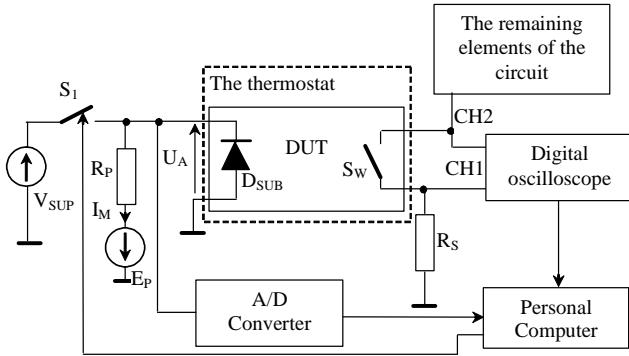 The remaining
elements of the
circuit
The thermostat
S1
CH2
DUT
UA
CH1
Digital
oscilloscope
RP
SW
DSUB
VSUP
IM
RS
EP
A/D
Converter
Personal
Computer